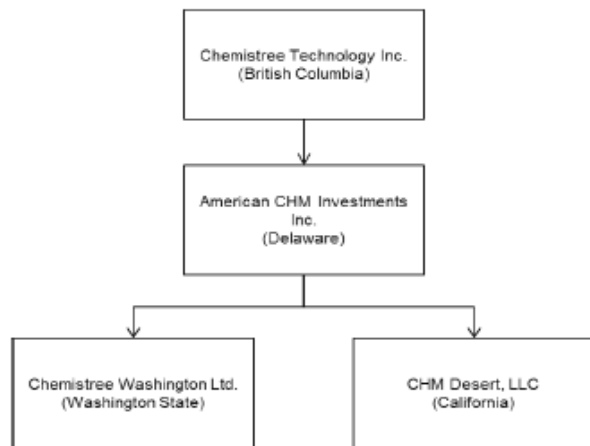 Chemistree Technology Inc.
(British Columbia)
American CHM Investments
Inc.
(Delaware)
Chemistree Washington Ltd.
(Washington State)
CHM Desert, LLC
(California)